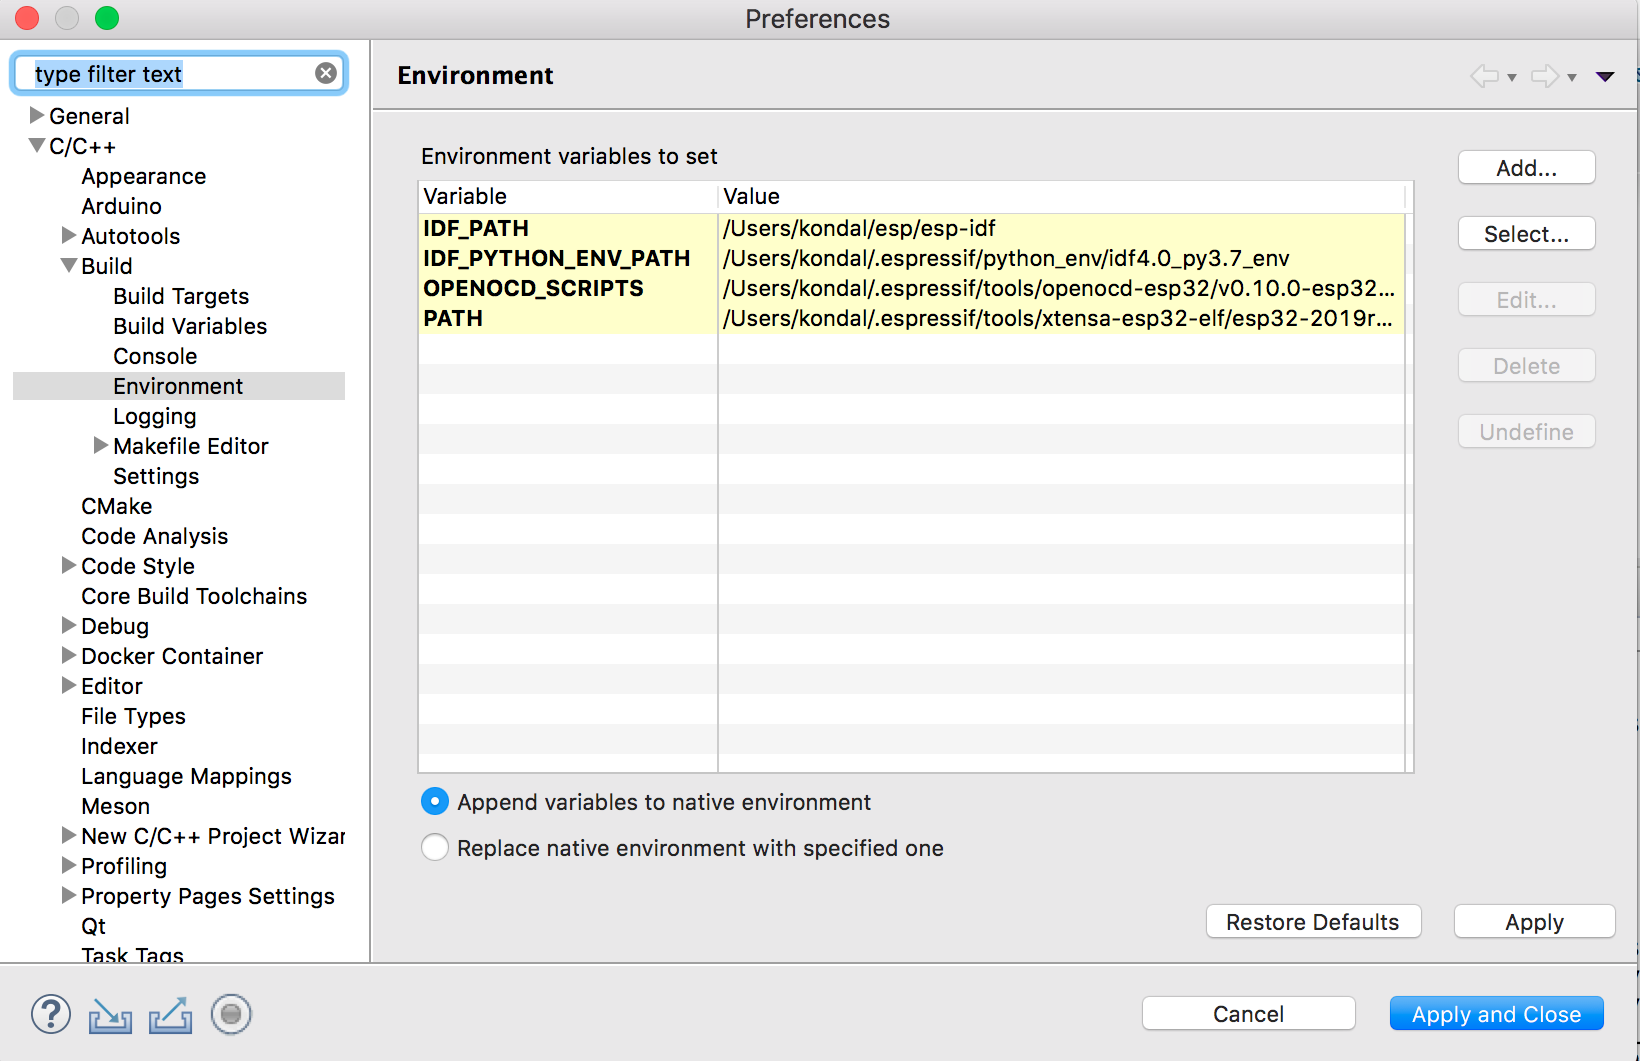 Preferences
type filter text
General
C/C++
Appearance
Arduino
Autotools
Build
Build Targets
Build Variables
Console
Environment
Logging
Makefile Editor
Settings
CMake
Code Analysis
Code Style
Core Build Toolchains
Debug
Docker Container
Editor
File Types
Indexer
Language Mappings
Meson
New C/C++ Project Wizar
Profiling
Property Pages Settings
Qt
Task Tags
Environment
Environment variables to set
Variable Value
IDF_PATH /Users/kondal/esp/esp-idf
IDF_PYTHON_ENV_PATH /Users/kondal/.espressif/python_env/idf4.0_py3.7_env
OPENOCD_SCRIPTS /Users/kondal/.espressif/tools/openocd-esp32/v0.10.0-esp32...
PATH /Users/kondal/.espressif/tools/xtensa-esp32-elf/esp32-2019r...
Add...
Select...
Edit...
Delete
Undefine
Append variables to native environment
Replace native environment with specified one
Restore Defaults Apply
? Cancel Apply and Close